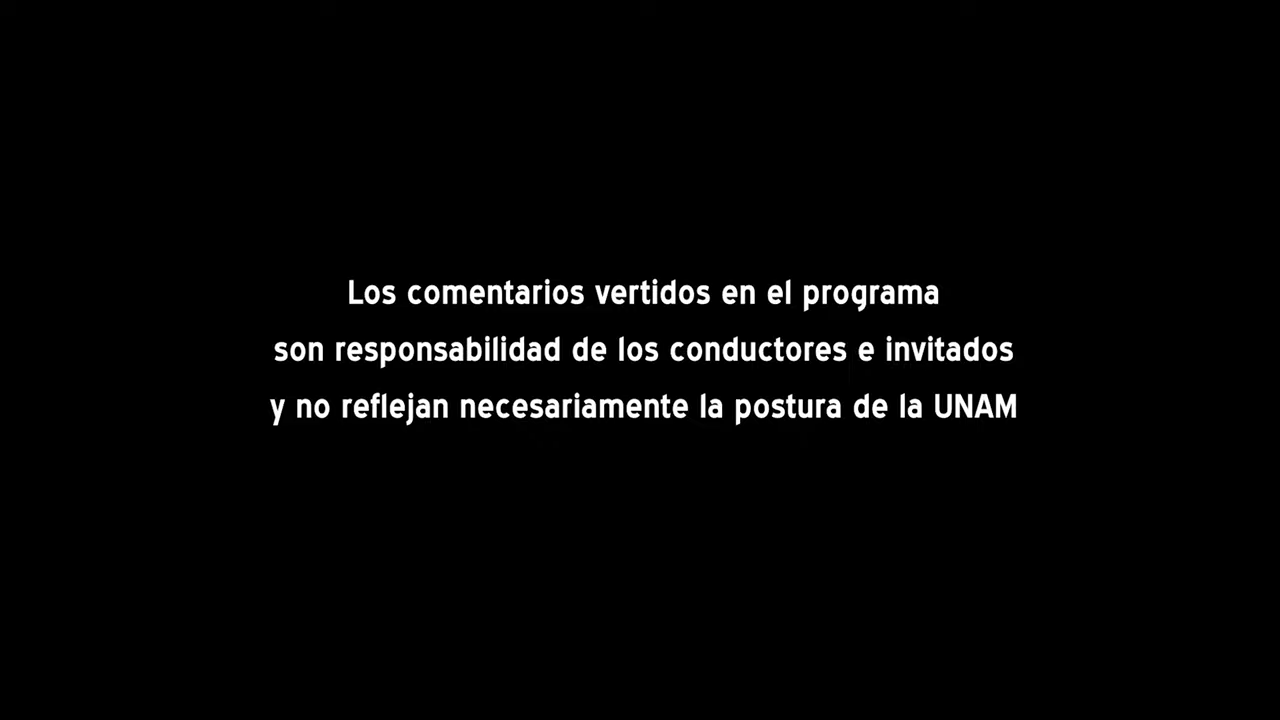 Los comentarios vertidos en el programa
son responsabilidad de los conductores e invitados
y no reflejan necesariamente la postura de la UNAM